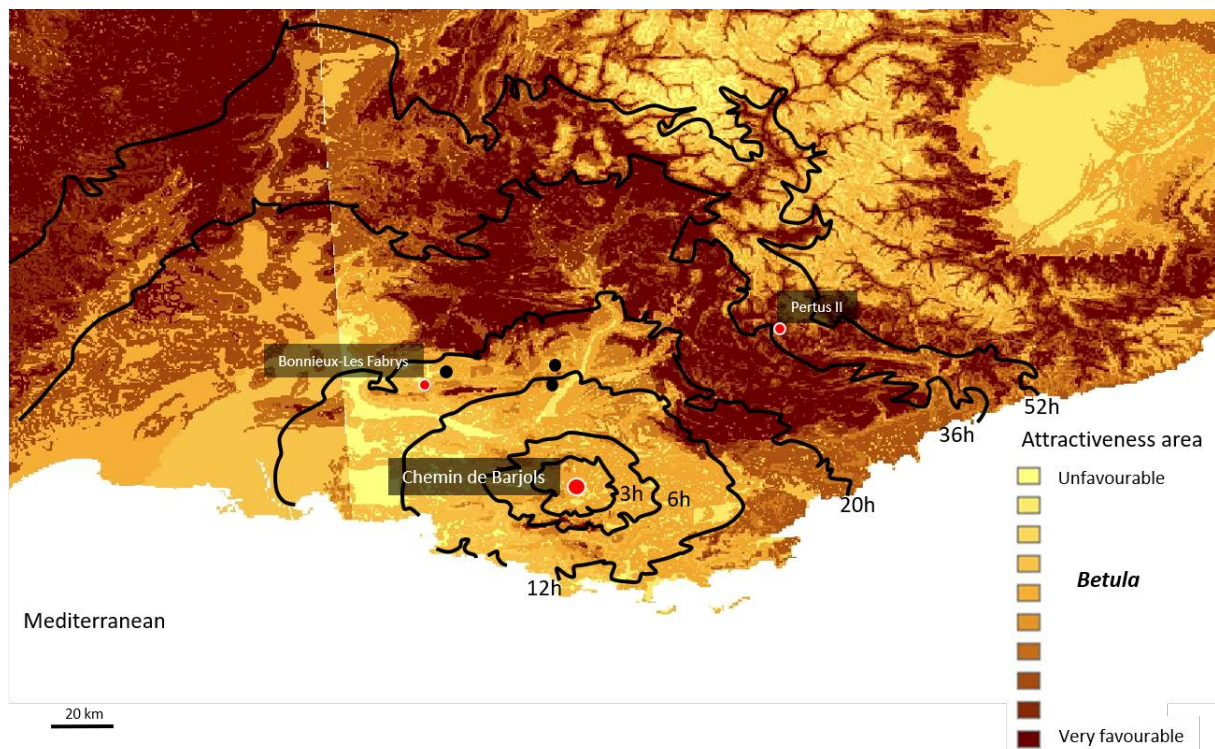 Pertus II
Bonnieux-Les Fabrys
52h
36h
Attractiveness area
Chemin de Barjols
Unfavourable
3h
6h
20h
Betula
12h
Mediterranean
20 km
Very favourable